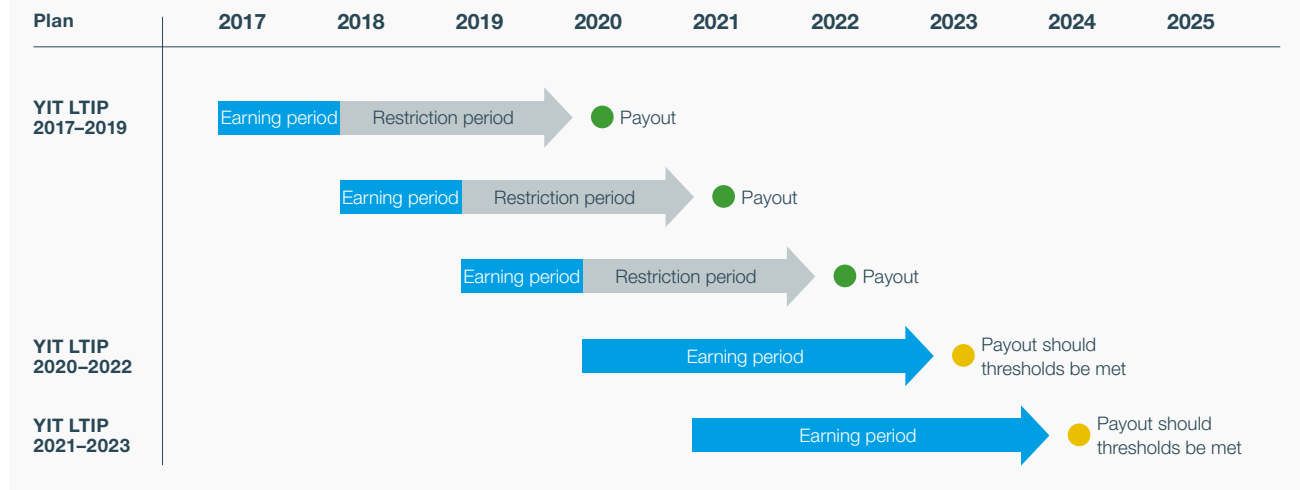 Plan 2017 2018 2019 2020 2021 2022 2023 2024 2025
YIT LTIP
2017–2019
Earning period Restriction period Payout
Earning period Restriction period Payout
Earning period Restriction period Payout
YIT LTIP
2020–2022
Earning period
Payout should
thresholds be met
YIT LTIP
2021–2023
Earning period
Payout should
thresholds be met